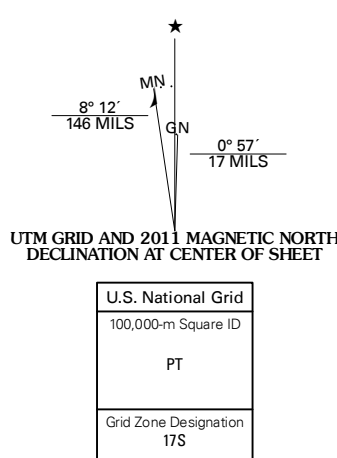 ★
MN
GN
8° 12´
146 MILS
0° 57´
17 MILS
UTM GRID AND 2011 MAGNETIC NORTH
DECLINATION AT CENTER OF SHEET
U.S. National Grid
100,000-m Square ID
PT
Grid Zone Designation
17S